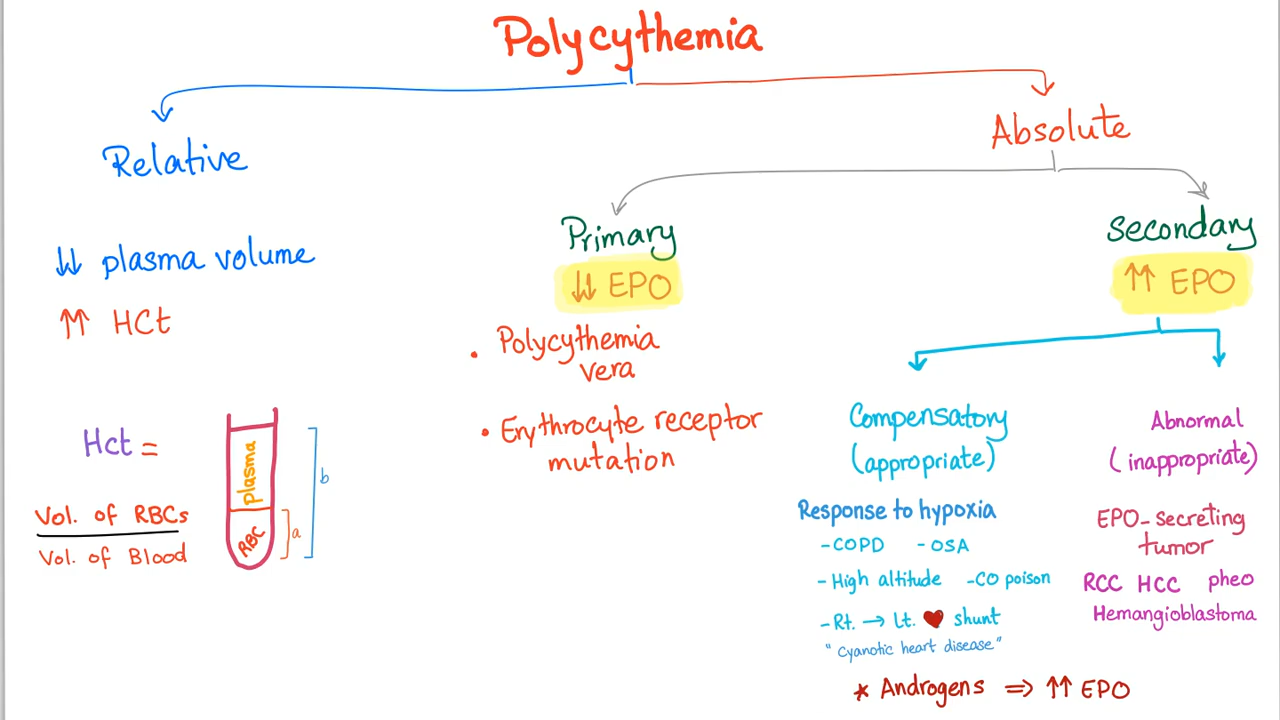 Polycythemia
Relative
↓↓ plasma volume
↑↑ HCt
Hct =
Vol. of RBCs
Vol. of Blood
plasma
RBC
a
b
Absolute
Primary
↓↓ EPO
• Polycythemia
vera
• Erythrocyte receptor
mutation
Secondary
↑↑ EPO
Compensatory
(appropriate)
Response to hypoxia
-COPD -OSA
-High altitude -CO poison
-Rt. → Lt. ♥ shunt
"Cyanotic heart disease"
Abnormal
(inappropriate)
EPO-secreting
tumor
RCC HCC pheo
Hemangioblastoma
* Androgens ⇒ ↑↑ EPO